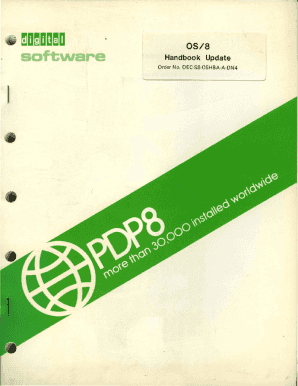 digital
software
OS/8
Handbook Update
Order No. DEC-S8-OSHBA-A-DN4
PDP8
more than 30,000 installed worldwide